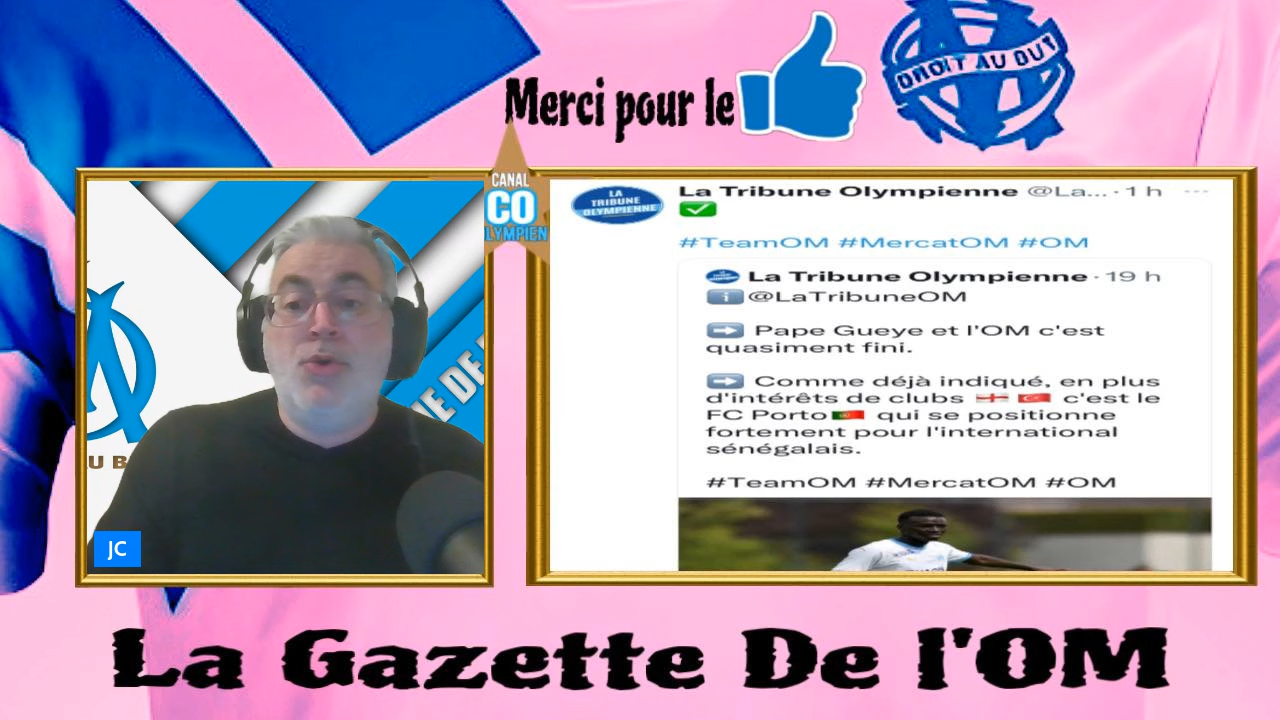 Merci pour le
DROIT AU BUT
CANAL
CO
LYMPIEN
LA
TRIBUNE
OLYMPIENNE
La Tribune Olympienne @La... · 1 h
✅
#TeamOM #MercatOM #OM
La Tribune Olympienne · 19 h
ℹ️ @LaTribuneOM
➡️ Pape Gueye et l'OM c'est
quasiment fini.
➡️ Comme déjà indiqué, en plus
d'intérêts de clubs 🏴󠁧󠁢󠁥󠁮󠁧󠁿 🇹🇷 c'est le
FC Porto 🇵🇹 qui se positionne
fortement pour l'international
sénégalais.
#TeamOM #MercatOM #OM
E DE
U B
JC
La Gazette De l'OM